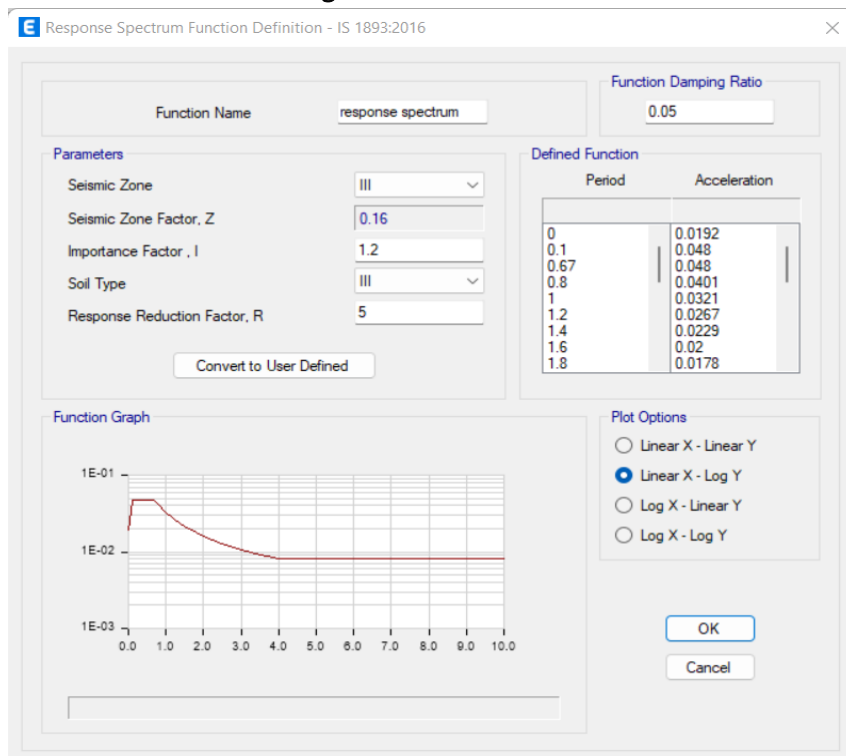 E Response Spectrum Function Definition - IS 1893:2016
Function Damping Ratio
Function Name response spectrum 0.05
Parameters
Seismic Zone III
Seismic Zone Factor, Z 0.16
Importance Factor , I 1.2
Soil Type III
Response Reduction Factor, R 5
Convert to User Defined
Defined Function
Period Acceleration
0 0.0192
0.1 0.048
0.67 0.048
0.8 0.0401
1 0.0321
1.2 0.0267
1.4 0.0229
1.6 0.02
1.8 0.0178
Function Graph
1E-01
1E-02
1E-03
0.0 1.0 2.0 3.0 4.0 5.0 6.0 7.0 8.0 9.0 10.0
Plot Options
Linear X - Linear Y
Linear X - Log Y
Log X - Linear Y
Log X - Log Y
OK
Cancel